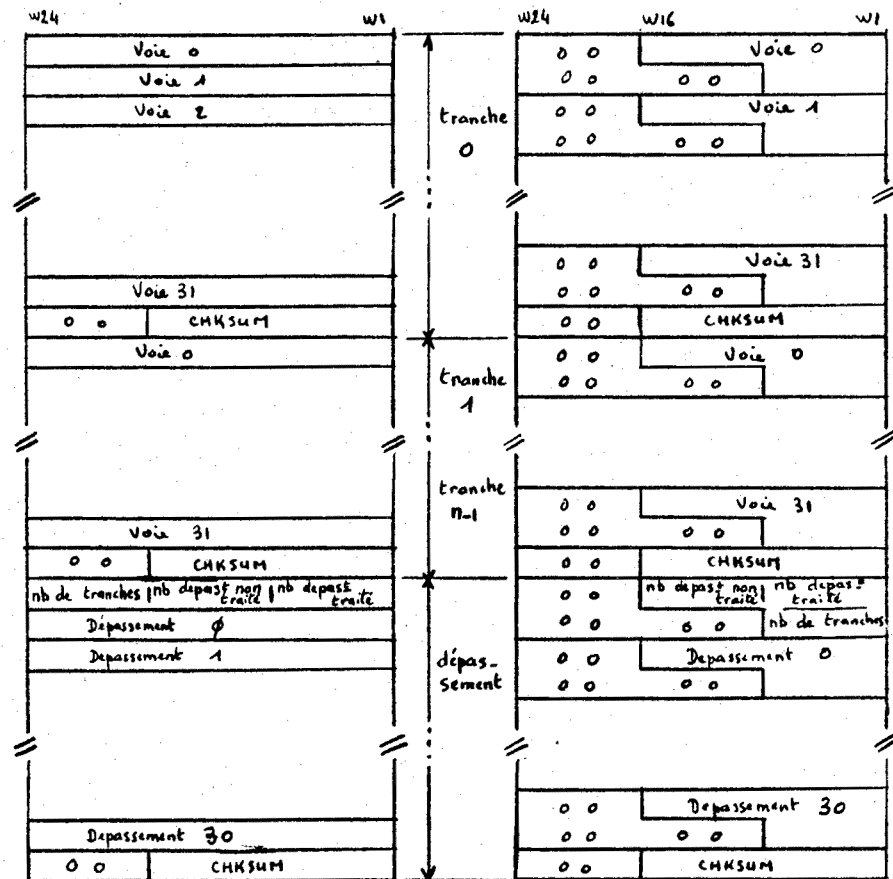 W24 W1 W24 W16 W1
Voie 0
Voie 1
Voie 2
Voie 31
0 0 CHKSUM
Voie 0
Voie 31
0 0 CHKSUM
nb de tranches nb depast non traité nb depast traité
Dépassement ϕ
Depassement 1
Depassement 30
0 0 CHKSUM
tranche
0
tranche
1
tranche
n-1
dépas-
sement
0 0 Voie 0
0 0 0 0
0 0 Voie 1
0 0 0 0
0 0 Voie 31
0 0 0 0
0 0 CHKSUM
0 0 Voie 0
0 0 0 0
0 0 Voie 31
0 0 0 0
0 0 CHKSUM
0 0 nb depast non traité nb depast traité
0 0 0 0 nb de tranches
0 0 Depassement 0
0 0 0 0
0 0 Depassement 30
0 0 0 0
0 0 CHKSUM